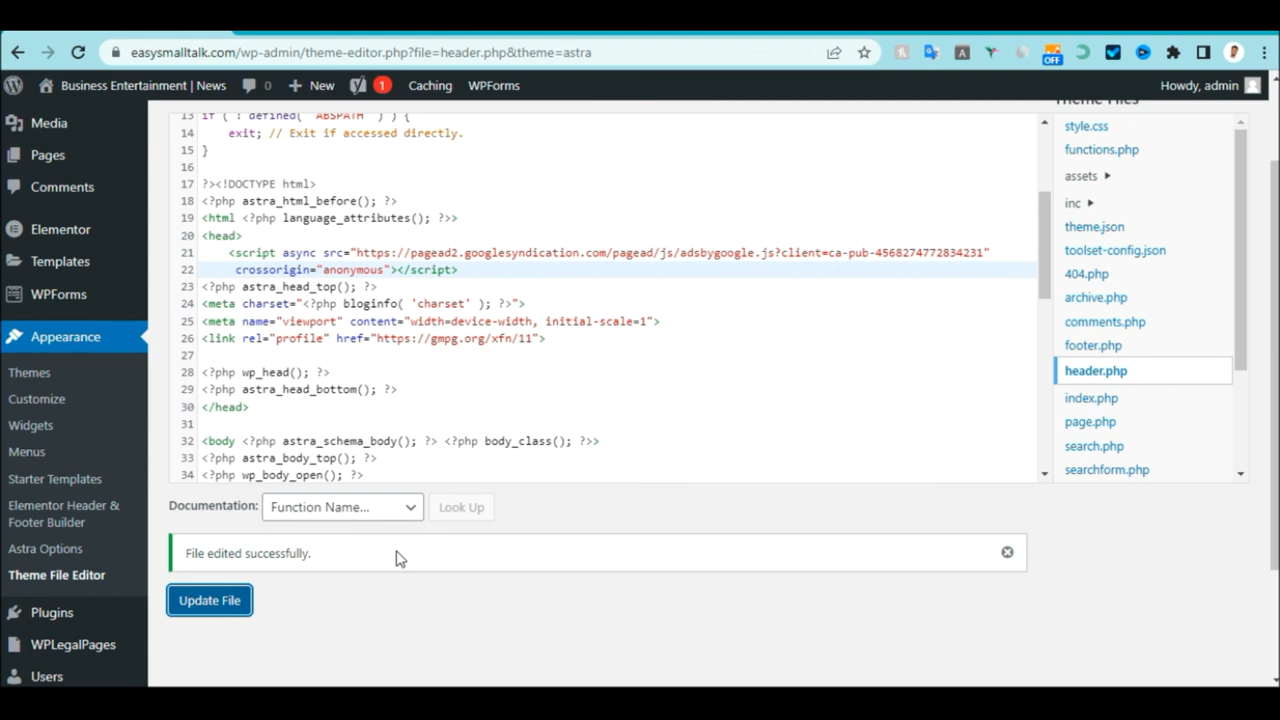 easysmalltalk.com/wp-admin/theme-editor.php?file=header.php&theme=astra
OFF
Business Entertainment | News
0
New
1
Caching
WPForms
Howdy, admin
Media
Pages
Comments
Elementor
Templates
WPForms
Appearance
Themes
Customize
Widgets
Menus
Starter Templates
Elementor Header &
Footer Builder
Astra Options
Theme File Editor
Plugins
WPLegalPages
Users
13 if ( ! defined( 'ABSPATH' ) ) {
14 exit; // Exit if accessed directly.
15 }
16
17 ?><!DOCTYPE html>
18 <?php astra_html_before(); ?>
19 <html <?php language_attributes(); ?>>
20 <head>
21 <script async src="https://pagead2.googlesyndication.com/pagead/js/adsbygoogle.js?client=ca-pub-4568274772834231"
22 crossorigin="anonymous"></script>
23 <?php astra_head_top(); ?>
24 <meta charset="<?php bloginfo( 'charset' ); ?>">
25 <meta name="viewport" content="width=device-width, initial-scale=1">
26 <link rel="profile" href="https://gmpg.org/xfn/11">
27
28 <?php wp_head(); ?>
29 <?php astra_head_bottom(); ?>
30 </head>
31
32 <body <?php astra_schema_body(); ?> <?php body_class(); ?>>
33 <?php astra_body_top(); ?>
34 <?php wp_body_open(); ?>
Documentation:
Function Name...
Look Up
File edited successfully.
Update File
Theme Files
style.css
functions.php
assets
inc
theme.json
toolset-config.json
404.php
archive.php
comments.php
footer.php
header.php
index.php
page.php
search.php
searchform.php